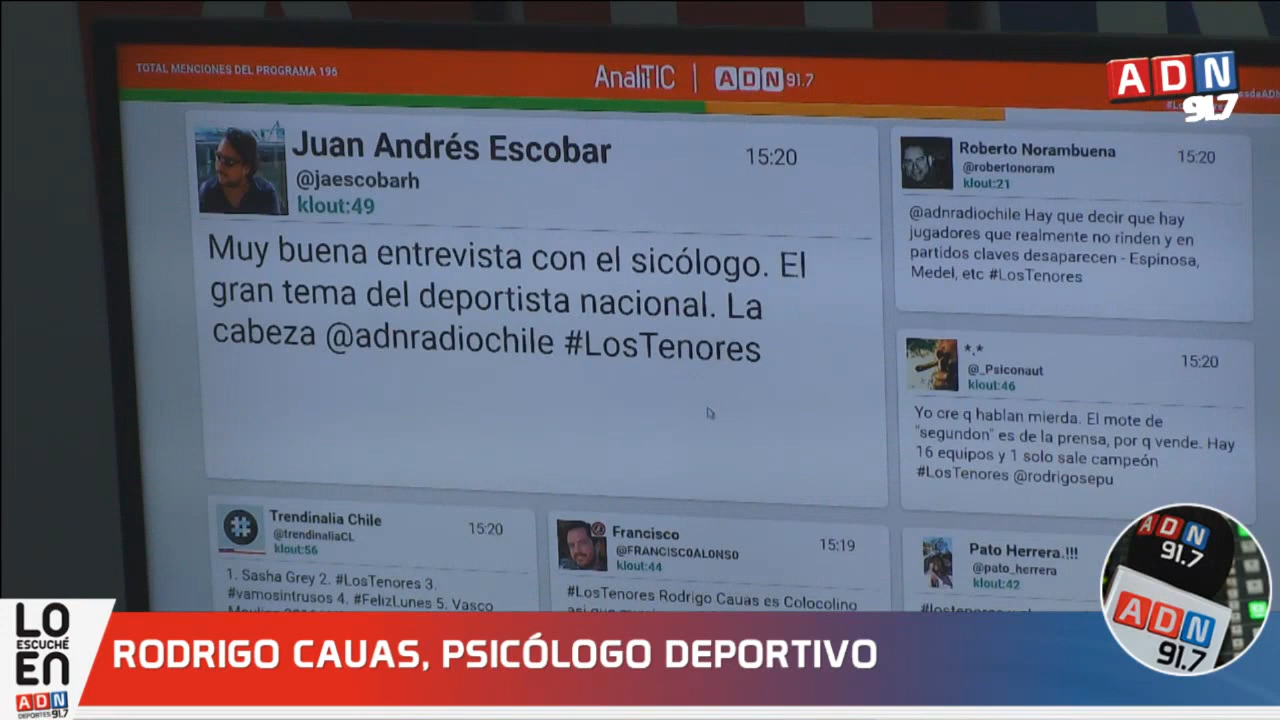 TOTAL MENCIONES DEL PROGRAMA 196
AnaliTIC | ADN 91.7
ADN
91.7
Juan Andrés Escobar
15:20
@jaescobarh
klout:49
Muy buena entrevista con el sicólogo. El
gran tema del deportista nacional. La
cabeza @adnradiochile #LosTenores
Roberto Norambuena
15:20
@robertonoram
klout:21
@adnradiochile Hay que decir que hay
jugadores que realmente no rinden y en
partidos claves desaparecen - Espinosa,
Medel, etc #LosTenores
*.*
15:20
@_Psiconaut
klout:46
Yo cre q hablan mierda. El mote de
"segundon" es de la prensa, por q vende. Hay
16 equipos y 1 solo sale campeón
#LosTenores @rodrigosepu
#
Trendinalia Chile
15:20
@trendinaliaCL
klout:56
1. Sasha Grey 2. #LosTenores 3.
#vamosintrusos 4. #FelizLunes 5. Vasco
Francisco
15:19
@FRANCISCOALONSO
klout:44
#LosTenores Rodrigo Cauas es Colocolino
Pato Herrera.!!!
@pato_herrera
klout:42
ADN
91.7
ADN
91.7
LO
ESCUCHÉ
EN
ADN
DEPORTES 91.7
RODRIGO CAUAS, PSICÓLOGO DEPORTIVO